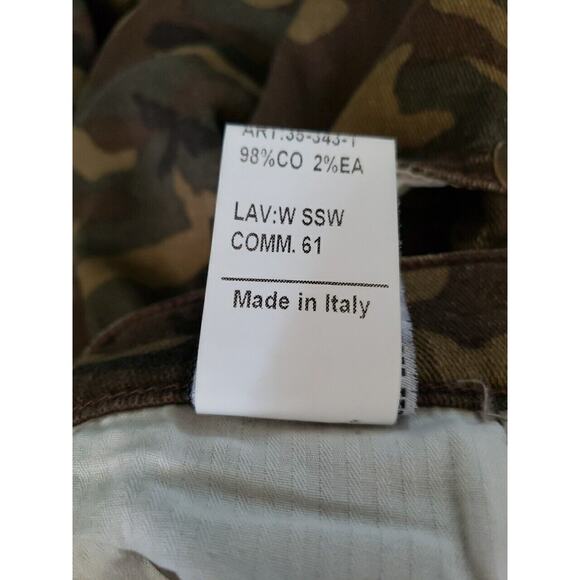 ART:35-343-1
98%CO 2%EA
LAV:W SSW
COMM. 61
Made in Italy